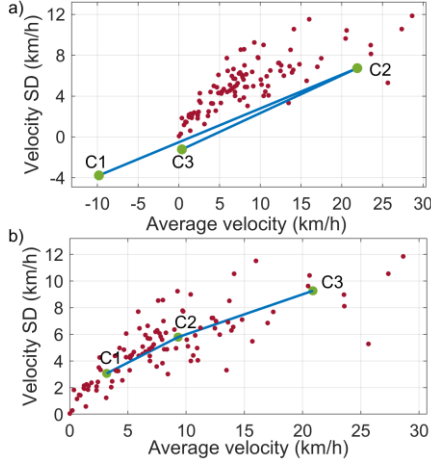 a)
Velocity SD (km/h)
12
8
4
0
-4
C1
C2
C3
-10 -5 0 5 10 15 20 25 30
Average velocity (km/h)
b)
Velocity SD (km/h)
12
10
8
6
4
2
0
C1
C2
C3
0 5 10 15 20 25 30
Average velocity (km/h)